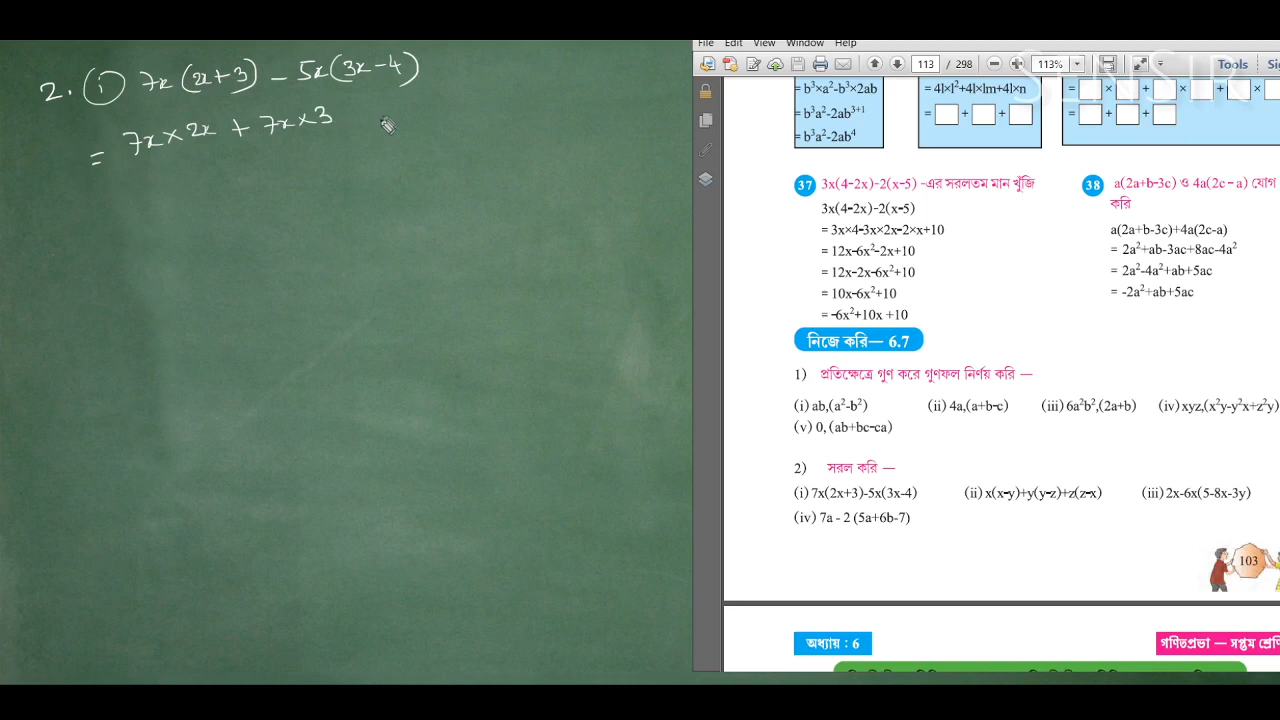 2. (i) 7x (2x+3) – 5x (3x–4)
= 7x × 2x + 7x × 3
File Edit View Window Help
113 / 298 113% Tools
= b³×a²-b³×2ab
= b³a²-2ab³⁺¹
= b³a²-2ab⁴
= 4l×l²+4l×lm+4l×n
= □ + □ + □
= □ × □ + □ × □ + □ ×
= □ + □ + □
37 3x(4-2x)-2(x-5) -এর সরলতম মান খুঁজি
3x(4-2x)-2(x-5)
= 3x×4-3x×2x-2×x+10
= 12x-6x²-2x+10
= 12x-2x-6x²+10
= 10x-6x²+10
= -6x²+10x +10
38 a(2a+b-3c) ও 4a(2c-a) যোগ
করি
a(2a+b-3c)+4a(2c-a)
= 2a²+ab-3ac+8ac-4a²
= 2a²-4a²+ab+5ac
= -2a²+ab+5ac
নিজে করি— 6.7
1) প্রতিক্ষেত্রে গুণ করে গুণফল নির্ণয় করি —
(i) ab,(a²-b²) (ii) 4a,(a+b-c) (iii) 6a²b²,(2a+b) (iv) xyz,(x²y-y²x+z²y)
(v) 0, (ab+bc-ca)
2) সরল করি —
(i) 7x(2x+3)-5x(3x-4) (ii) x(x-y)+y(y-z)+z(z-x) (iii) 2x-6x(5-8x-3y)
(iv) 7a - 2 (5a+6b-7)
103
অধ্যায় : 6
গণিতপ্রভা — সপ্তম